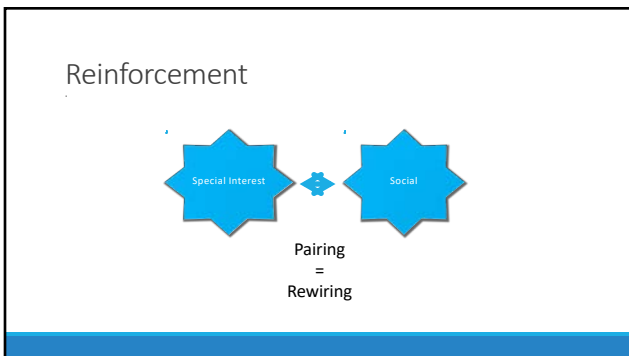 Reinforcement
Special Interest
Social
Pairing
=
Rewiring